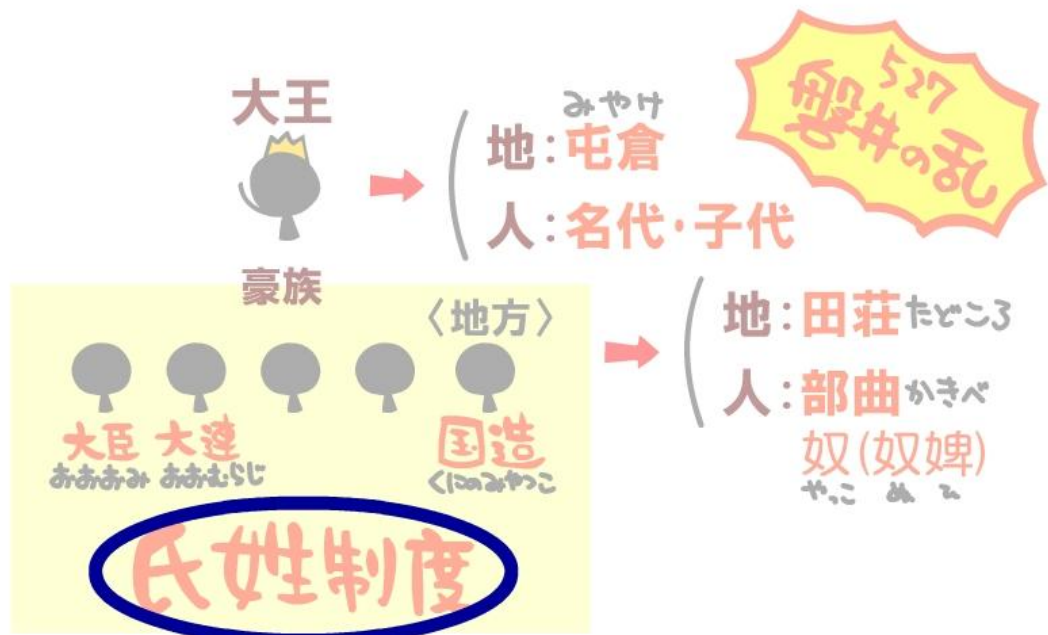 大王
みやけ
地:屯倉
人:名代・子代
527
磐井の乱
豪族
〈地方〉
地:田荘たどころ
人:部曲かきべ
奴(奴婢)
やっこ ぬ ひ
大臣 大連 国造
おおおみ おおむらじ くにのみやつこ
氏姓制度